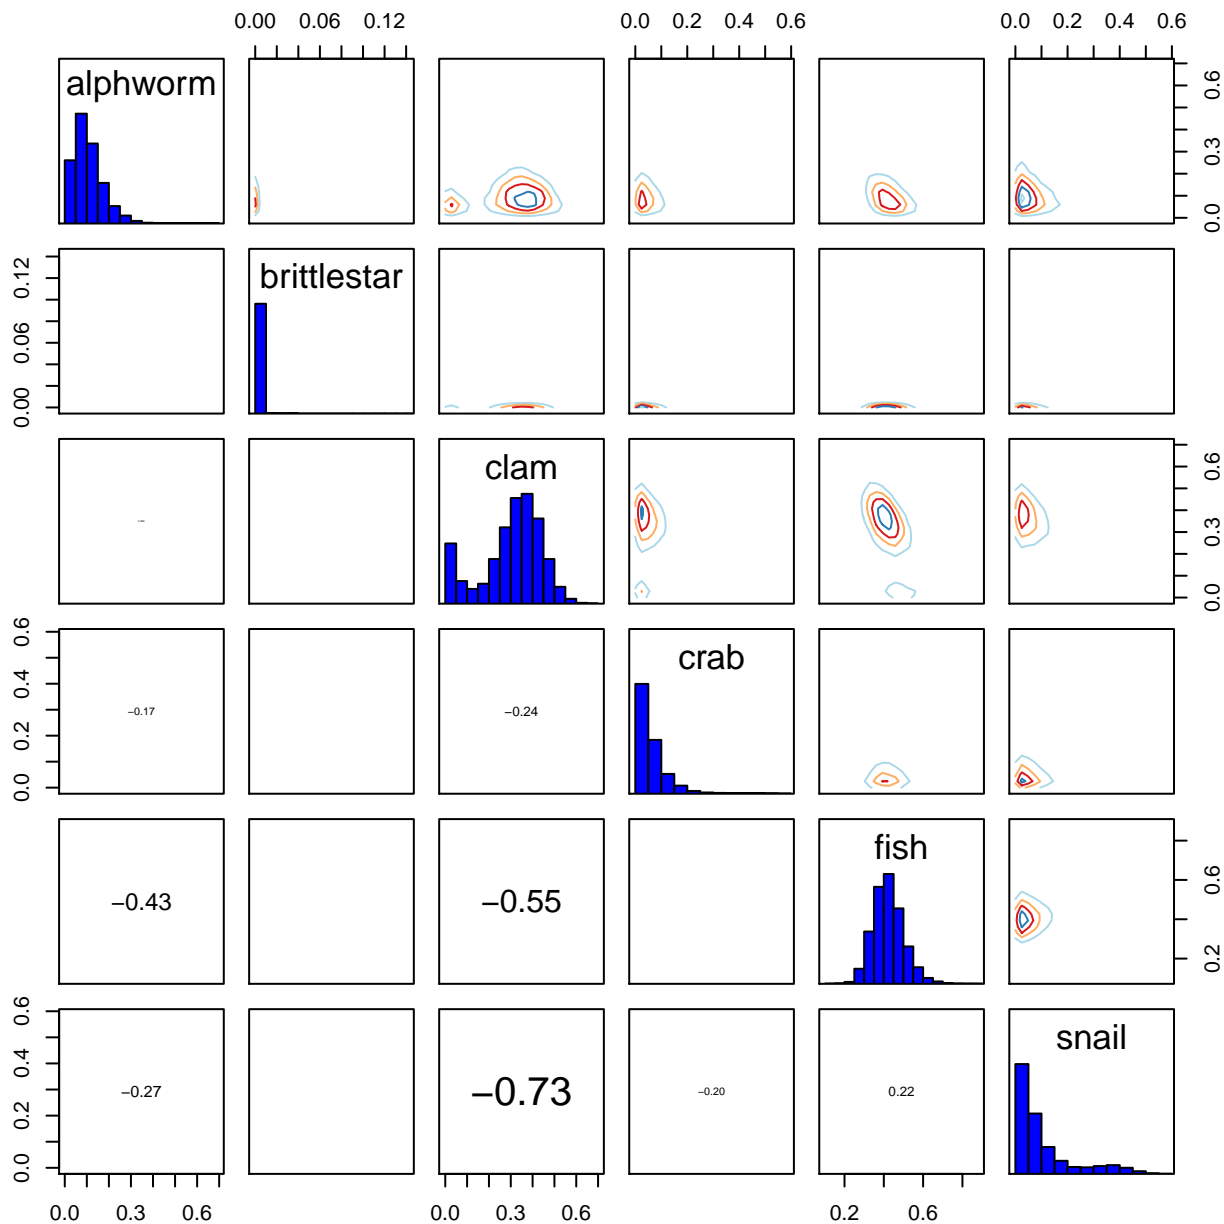 0.00 0.06 0.12 0.0 0.2 0.4 0.6 0.0 0.2 0.4 0.6
alphworm
0.0 0.3 0.6
brittlestar
0.00 0.06 0.12
clam
0.0 0.3 0.6
crab
0.0 0.2 0.4 0.6
−0.17 −0.24
fish
0.2 0.6
−0.43 −0.55
snail
0.0 0.2 0.4 0.6
−0.27 −0.73 −0.20 0.22
0.0 0.3 0.6 0.0 0.3 0.6 0.2 0.6